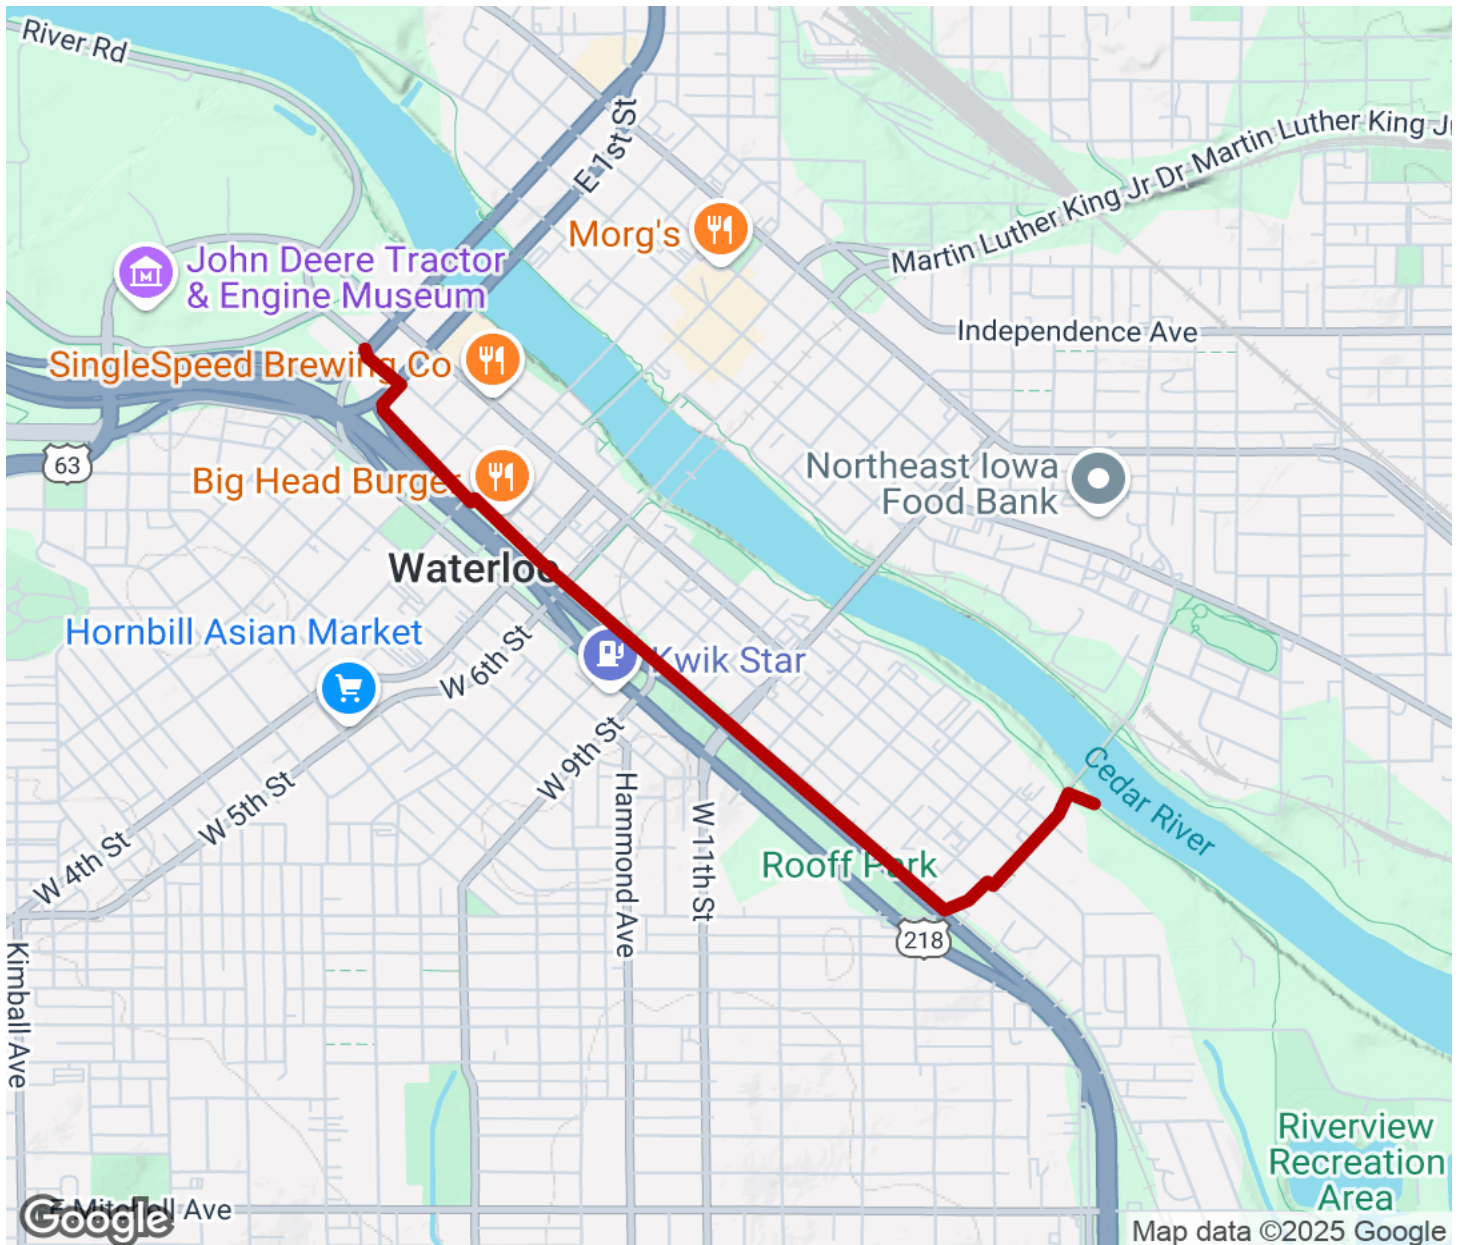 River Rd
E 1st St
Morg's
Martin Luther King Jr Dr
Martin Luther King J
John Deere Tractor
& Engine Museum
Independence Ave
SingleSpeed Brewing Co
63
Big Head Burger
Northeast Iowa
Food Bank
Waterloo
Hornbill Asian Market
W 6th St
Kwik Star
W 9th St
W 5th St
W 4th St
Hammond Ave
W 11th St
Cedar River
Rooff Park
218
Kimball Ave
Riverview
Recreation
Area
E Mitchell Ave
Google
Map data ©2025 Google